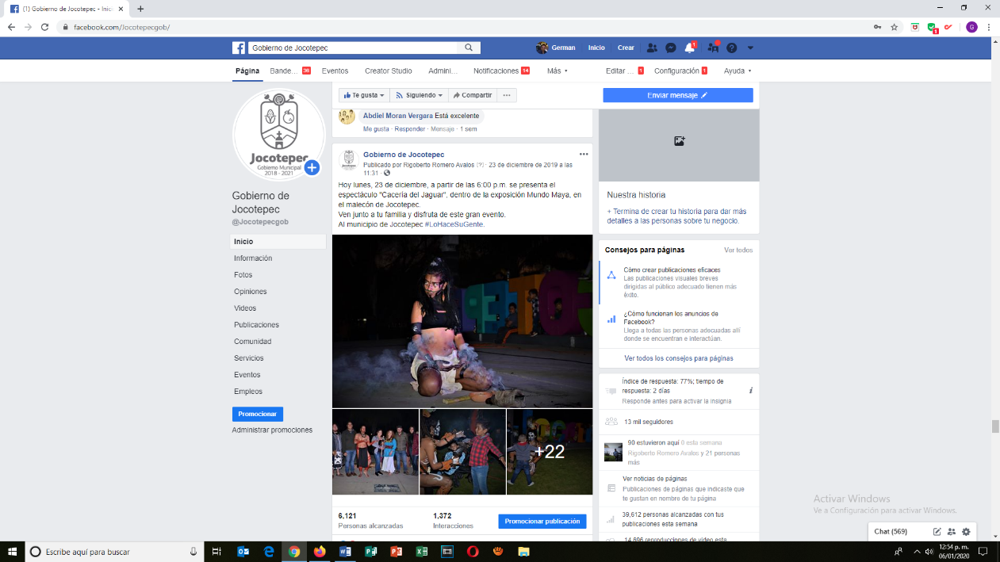 (1) Gobierno de Jocotepec - Inic
facebook.com/Jocotepecgob/
G
Gobierno de Jocotepec
German
Inicio
Crear
1
Página
Bande... 36
Eventos
Creator Studio
Admini...
Notificaciones 14
Más
Editar ... 1
Configuración 1
Ayuda
Jocotepec
Gobierno Municipal
2018 - 2021
Gobierno de
Jocotepec
@Jocotepecgob
Inicio
Información
Fotos
Opiniones
Videos
Publicaciones
Comunidad
Servicios
Eventos
Empleos
Promocionar
Administrar promociones
Te gusta
Siguiendo
Compartir
Enviar mensaje
Abdiel Moran Vergara Está excelente
Me gusta · Responder · Mensaje · 1 sem
Gobierno de Jocotepec
Publicado por Rigoberto Romero Avalos [?] · 23 de diciembre de 2019 a las
11:31 ·
Hoy lunes, 23 de diciembre, a partir de las 6:00 p.m. se presenta el
espectáculo "Cacería del Jaguar", dentro de la exposición Mundo Maya, en
el malecón de Jocotepec.
Ven junto a tu familia y disfruta de este gran evento.
Al municipio de Jocotepec #LoHaceSuGente.
+22
6,121
Personas alcanzadas
1,372
Interacciones
Promocionar publicación
Nuestra historia
+ Termina de crear tu historia para dar más
detalles a las personas sobre tu negocio.
Consejos para páginas
Ver todos
Cómo crear publicaciones eficaces
Las publicaciones visuales breves
dirigidas al público adecuado tienen más
éxito.
¿Cómo funcionan los anuncios de
Facebook?
Llega a todas las personas adecuadas allí
donde se encuentran e interactúan.
Ver todos los consejos para páginas
Índice de respuesta: 77%; tiempo de
respuesta: 2 días
Responde antes para activar la insignia
13 mil seguidores
90 estuvieron aquí 0 esta semana
Rigoberto Romero Avalos y 21 personas
más
Ver noticias de páginas
Publicaciones de páginas que indicaste que
te gustan en nombre de tu página
39,612 personas alcanzadas con tus
publicaciones esta semana
14,696 reproducciones de video esta
Activar Windows
Ve a Configuración para activar Windows.
Chat (569)
Escribe aquí para buscar
12:54 p. m.
06/01/2020